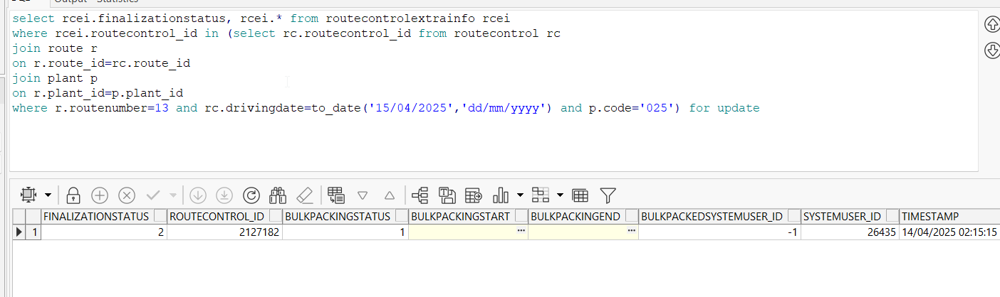 Output Statistics
select rcei.finalizationstatus, rcei.* from routecontrolextrainfo rcei
where rcei.routecontrol_id in (select rc.routecontrol_id from routecontrol rc
join route r
on r.route_id=rc.route_id
join plant p
on r.plant_id=p.plant_id
where r.routenumber=13 and rc.drivingdate=to_date('15/04/2025','dd/mm/yyyy') and p.code='025') for update
FINALIZATIONSTATUS ROUTECONTROL_ID BULKPACKINGSTATUS BULKPACKINGSTART BULKPACKINGEND BULKPACKEDSYSTEMUSER_ID SYSTEMUSER_ID TIMESTAMP
1 2 2127182 1 ... ... -1 26435 14/04/2025 02:15:15